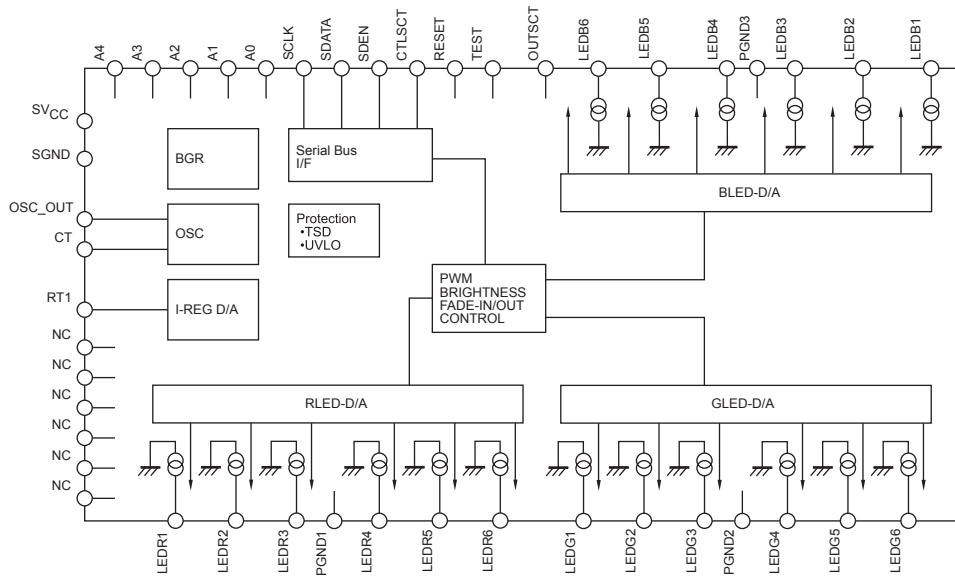 A4
A3
A2
A1
A0
SCLK
SDATA
SDEN
CTLSCT
RESET
TEST
OUTSCT
LEDB6
LEDB5
LEDB4
PGND3
LEDB3
LEDB2
LEDB1
SVCC
SGND
OSC_OUT
CT
RT1
NC
NC
NC
NC
NC
NC
BGR
Serial Bus
I/F
OSC
Protection
•TSD
•UVLO
I-REG D/A
BLED-D/A
PWM
BRIGHTNESS
FADE-IN/OUT
CONTROL
RLED-D/A
GLED-D/A
LEDR1
LEDR2
LEDR3
PGND1
LEDR4
LEDR5
LEDR6
LEDG1
LEDG2
LEDG3
PGND2
LEDG4
LEDG5
LEDG6